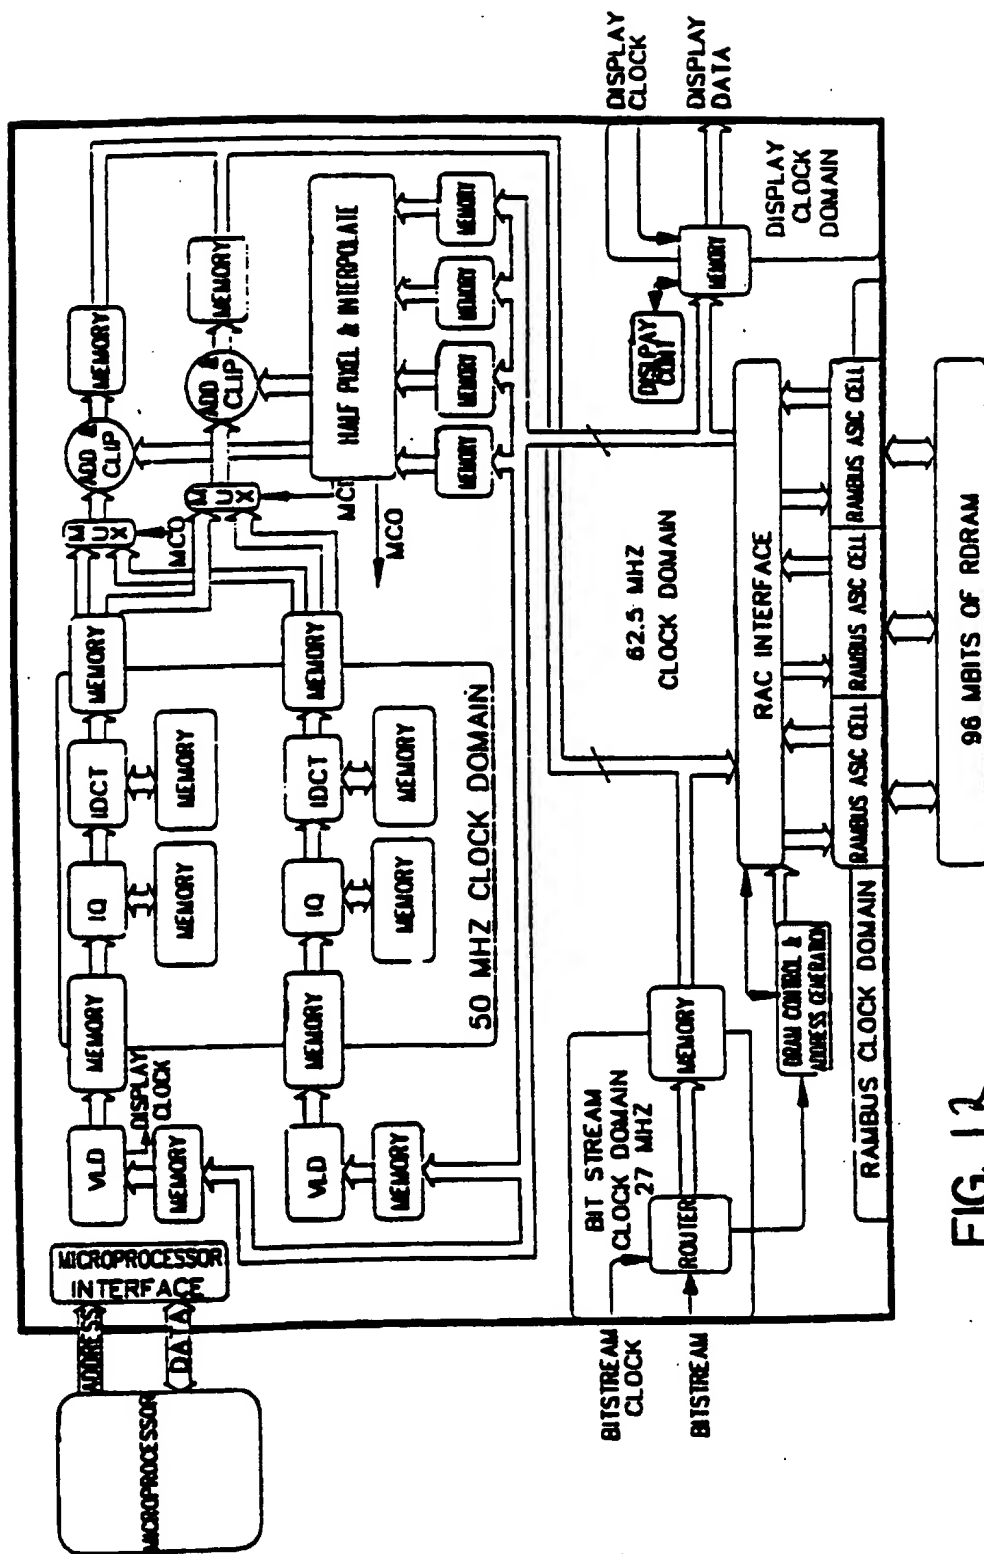 MICROPROCESSOR
ADDRESS
DATA
MICROPROCESSOR
INTERFACE
VLD
DISPLAY
CLOCK
MEMORY
MEMORY
IQ
MEMORY
IDCT
MEMORY
MEMORY
VLD
MEMORY
MEMORY
IQ
MEMORY
IDCT
MEMORY
MEMORY
50 MHZ CLOCK DOMAIN
MUX
MCO
ADD &
CLIP
MEMORY
MUX
ADD &
CLIP
MEMORY
MCO
HALF PIXEL & INTERPOLATE
MEMORY
MEMORY
MEMORY
MEMORY
BITSTREAM
CLOCK
BITSTREAM
BIT STREAM
CLOCK DOMAIN
27 MHZ
ROUTER
MEMORY
62.5 MHZ
CLOCK DOMAIN
DISLPAY
CONT
MEMORY
DISPLAY
CLOCK
DISPLAY
DATA
DISPLAY
CLOCK
DOMAIN
DRAM CONTROL &
ADDRESS GENERATION
RAC INTERFACE
RAMBUS CLOCK DOMAIN
RAMBUS ASIC CELL
RAMBUS ASIC CELL
RAMBUS ASIC CELL
96 MBITS OF RDRAM
FIG. 12